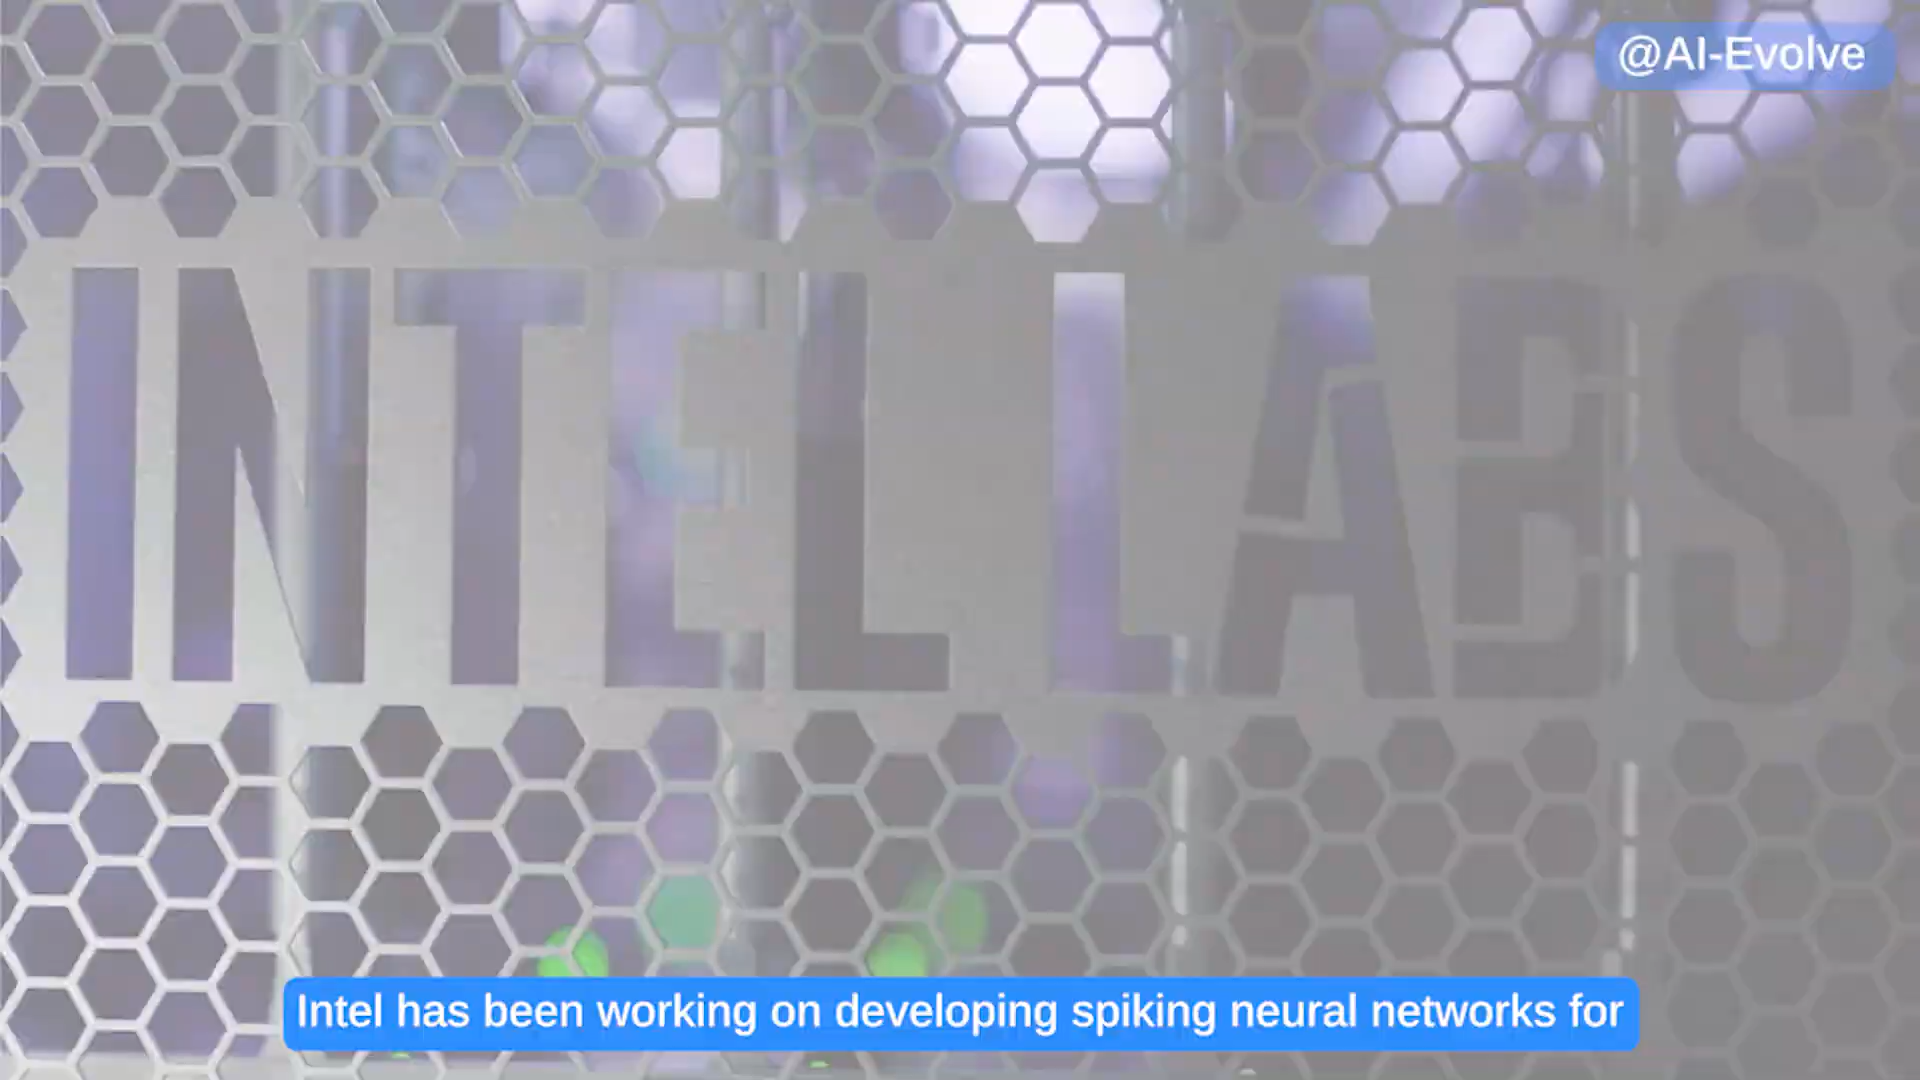 @AI-Evolve
INTEL LABS
Intel has been working on developing spiking neural networks for